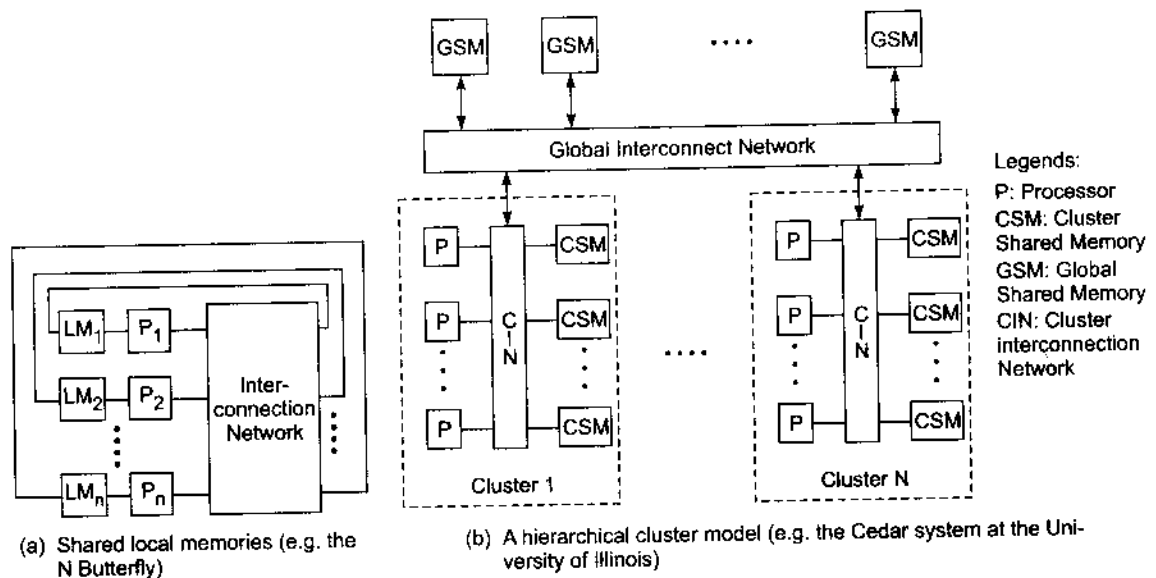 GSM GSM .... GSM
Global Interconnect Network
Legends:
P: Processor
CSM: Cluster
Shared Memory
GSM: Global
Shared Memory
CIN: Cluster
interconnection
Network
P CSM
P CSM
P CSM
C I N
Cluster 1
....
P CSM
P CSM
P CSM
C I N
Cluster N
LM1 P1
LM2 P2
LMn Pn
Inter-
connection
Network
(a) Shared local memories (e.g. the
N Butterfly)
(b) A hierarchical cluster model (e.g. the Cedar system at the Uni-
versity of Illinois)